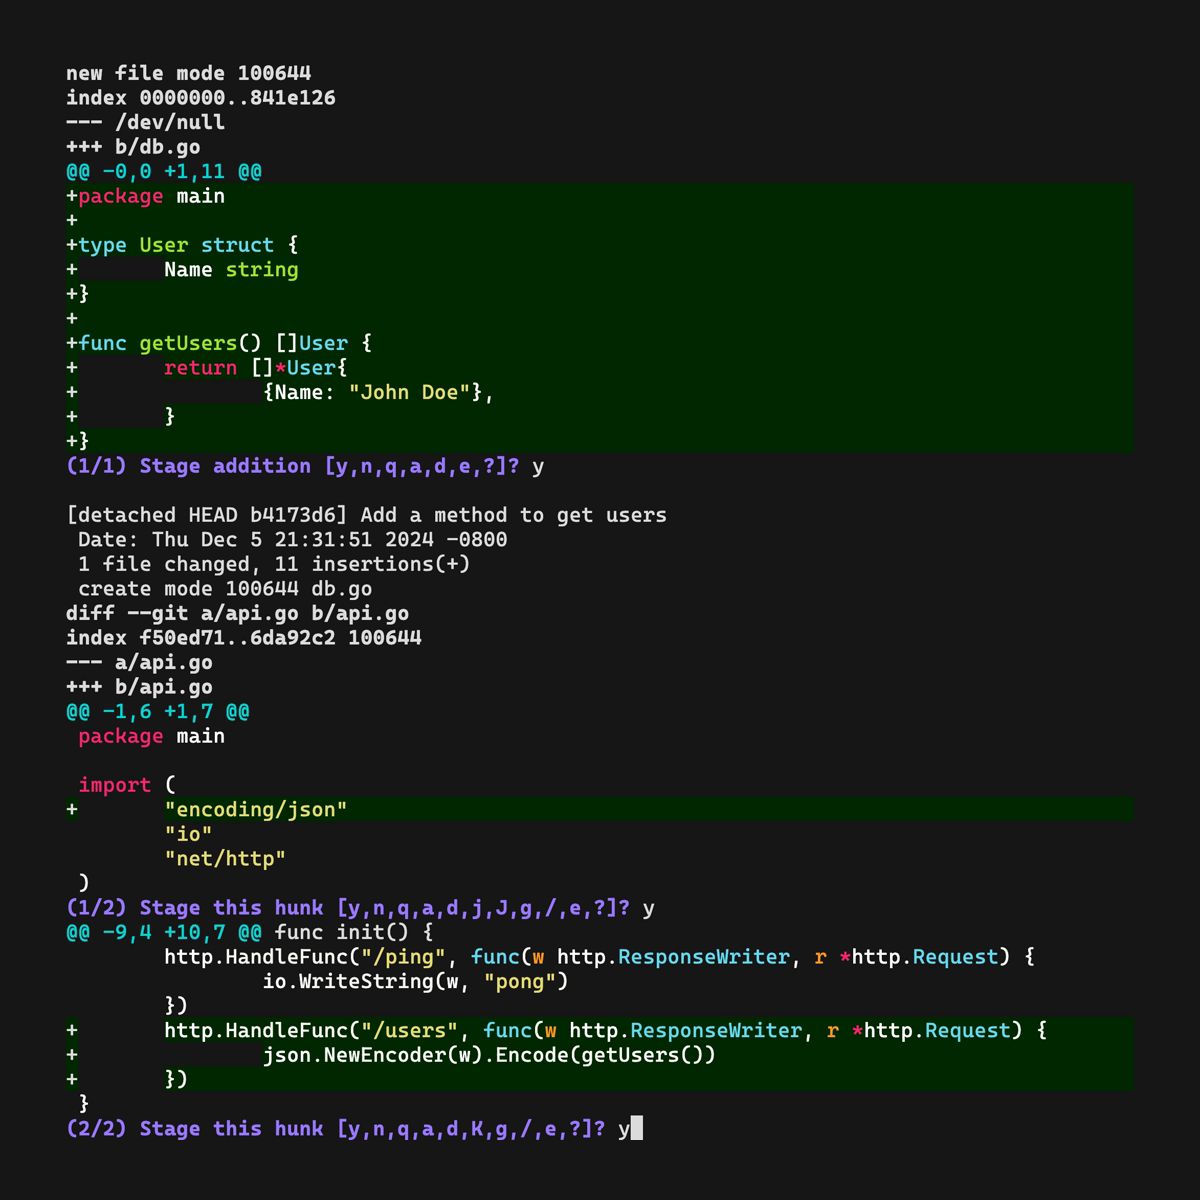 new file mode 100644
index 0000000..841e126
--- /dev/null
+++ b/db.go
@@ -0,0 +1,11 @@
+package main
+
+type User struct {
+       Name string
+}
+
+func getUsers() []User {
+       return []*User{
+               {Name: "John Doe"},
+       }
+}
(1/1) Stage addition [y,n,q,a,d,e,?]? y

[detached HEAD b4173d6] Add a method to get users
 Date: Thu Dec 5 21:31:51 2024 -0800
 1 file changed, 11 insertions(+)
 create mode 100644 db.go
diff --git a/api.go b/api.go
index f50ed71..6da92c2 100644
--- a/api.go
+++ b/api.go
@@ -1,6 +1,7 @@
 package main

 import (
+       "encoding/json"
        "io"
        "net/http"
 )
(1/2) Stage this hunk [y,n,q,a,d,j,J,g,/,e,?]? y
@@ -9,4 +10,7 @@ func init() {
        http.HandleFunc("/ping", func(w http.ResponseWriter, r *http.Request) {
                io.WriteString(w, "pong")
        })
+       http.HandleFunc("/users", func(w http.ResponseWriter, r *http.Request) {
+               json.NewEncoder(w).Encode(getUsers())
+       })
 }
(2/2) Stage this hunk [y,n,q,a,d,K,g,/,e,?]? y